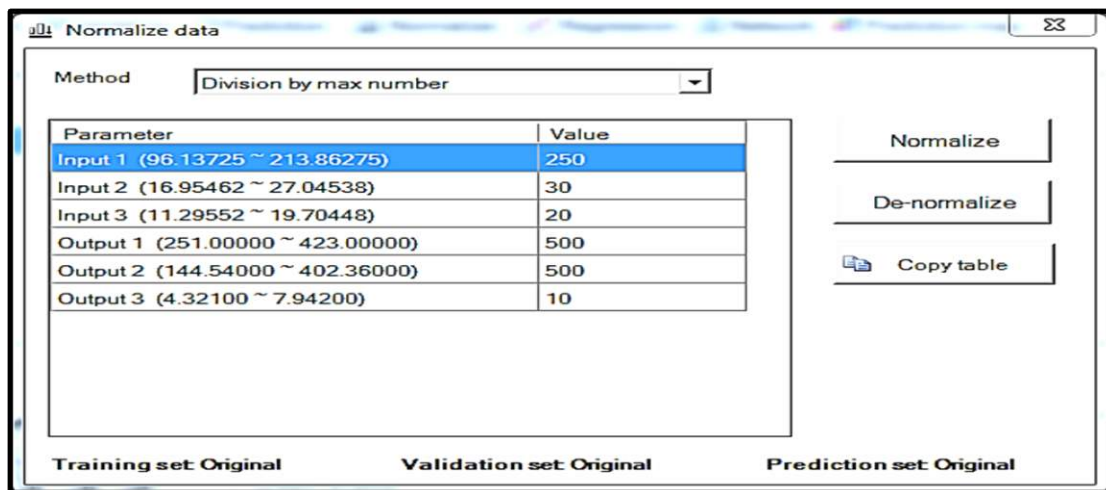 Normalize data
Method Division by max number
Parameter Value
Input 1 (96.13725 ~ 213.86275) 250
Normalize
Input 2 (16.95462 ~ 27.04538) 30
Input 3 (11.29552 ~ 19.70448) 20
De-normalize
Output 1 (251.00000 ~ 423.00000) 500
Output 2 (144.54000 ~ 402.36000) 500
Copy table
Output 3 (4.32100 ~ 7.94200) 10
Training set: Original Validation set: Original Prediction set: Original